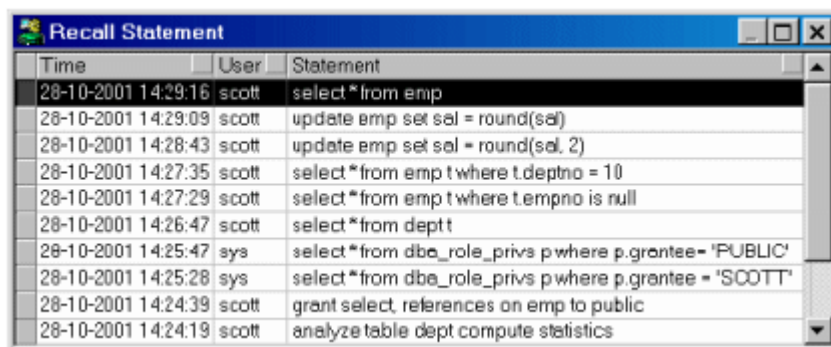 Recall Statement
Time User Statement
28-10-2001 14:29:16 scott select * from emp
28-10-2001 14:29:09 scott update emp set sal = round(sal)
28-10-2001 14:28:43 scott update emp set sal = round(sal, 2)
28-10-2001 14:27:35 scott select * from emp t where t.deptno = 10
28-10-2001 14:27:29 scott select * from emp t where t.empno is null
28-10-2001 14:26:47 scott select * from dept t
28-10-2001 14:25:47 sys select * from dba_role_privs p where p.grantee= 'PUBLIC'
28-10-2001 14:25:28 sys select * from dba_role_privs p where p.grantee = 'SCOTT'
28-10-2001 14:24:39 scott grant select, references on emp to public
28-10-2001 14:24:19 scott analyze table dept compute statistics